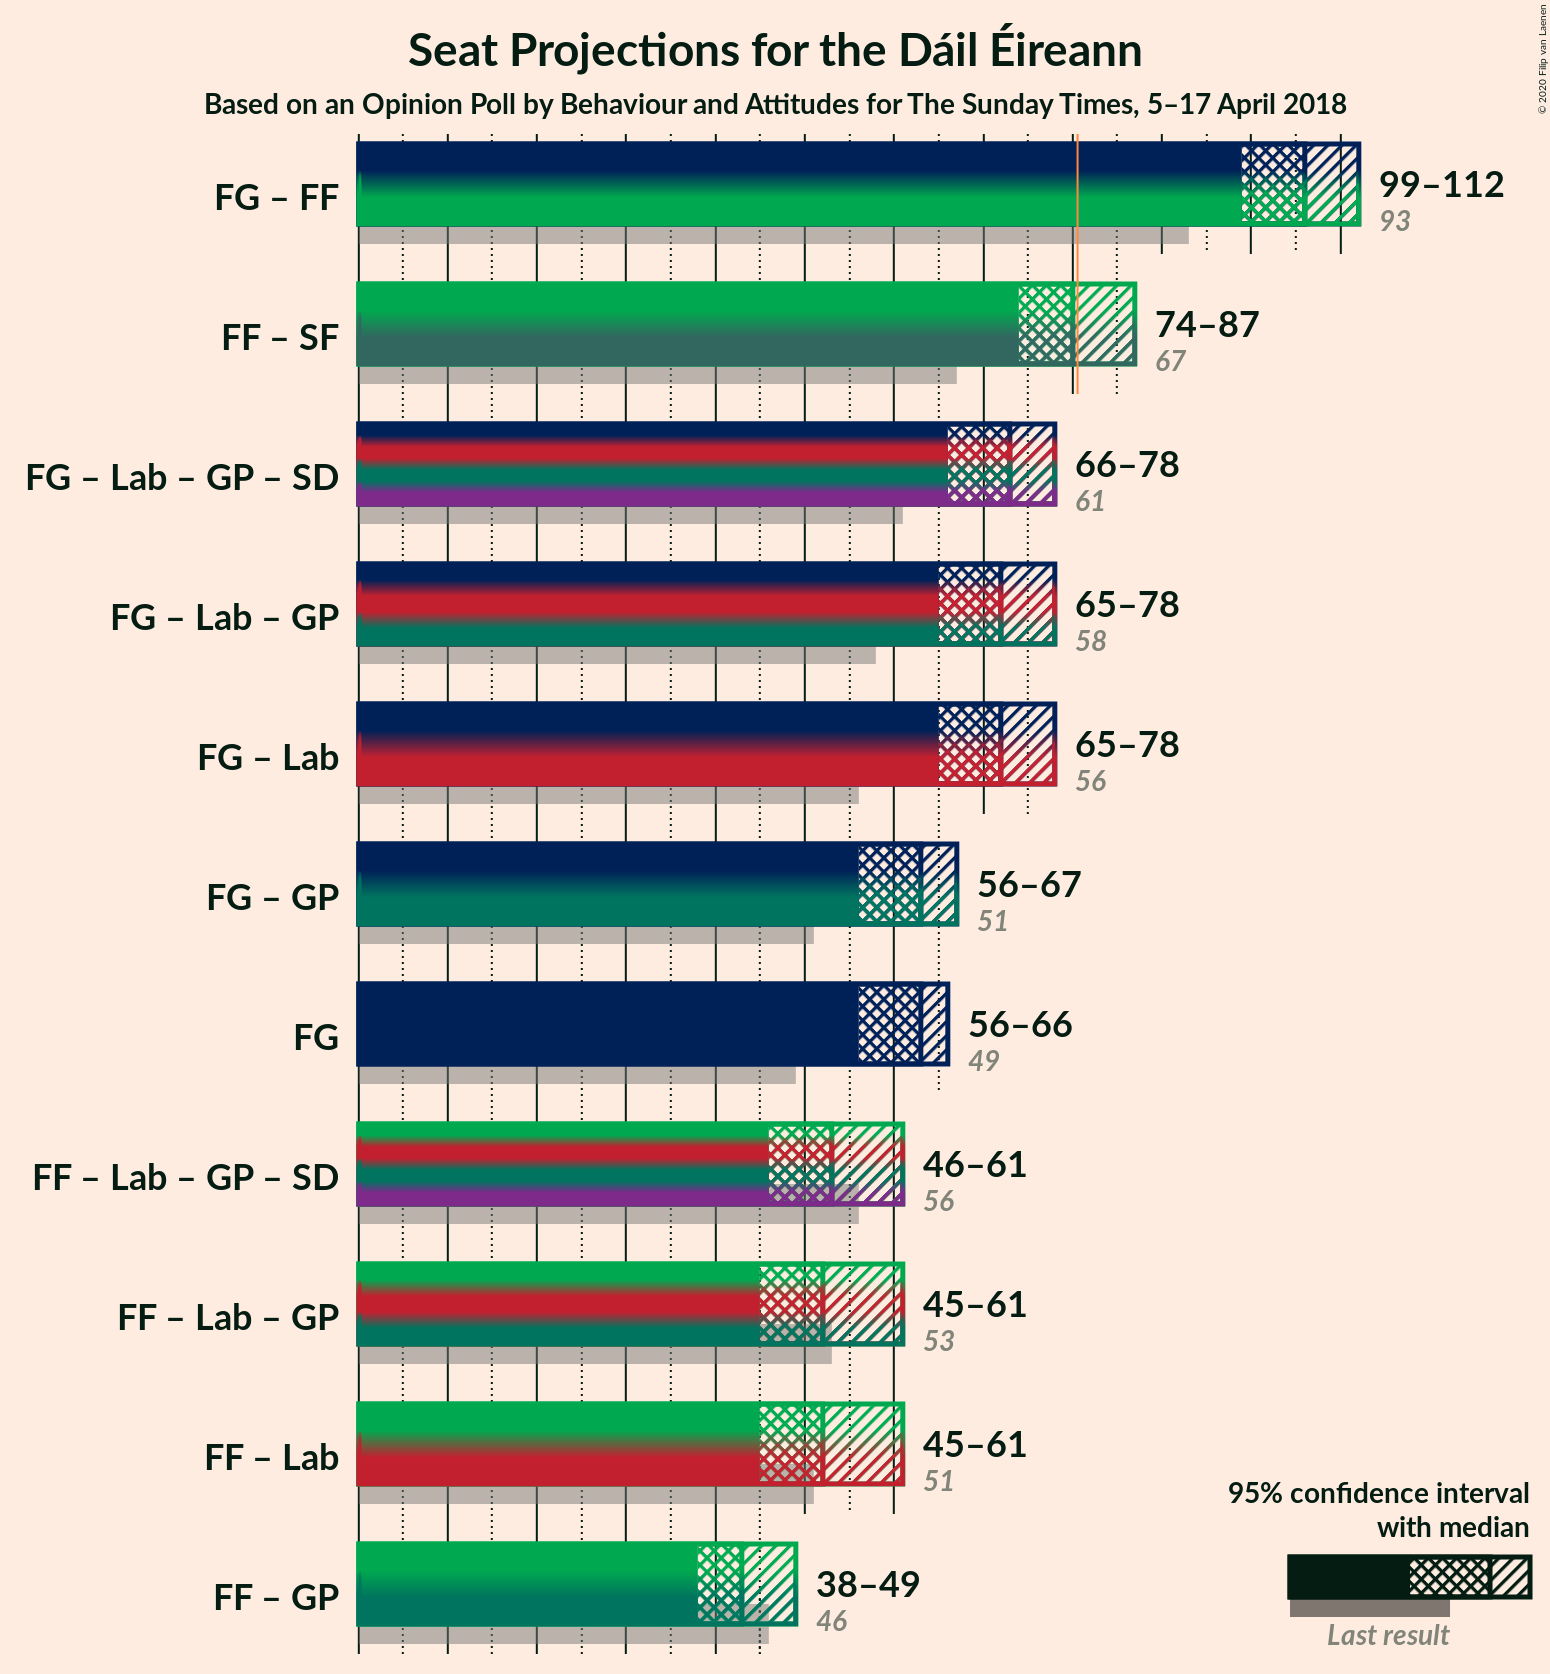 Seat Projections for the Dáil Éireann
Based on an Opinion Poll by Behaviour and Attitudes for The Sunday Times, 5–17 April 2018
© 2020 Filip van Laenen
FG – FF
99–112
93
FF – SF
74–87
67
FG – Lab – GP – SD
66–78
61
FG – Lab – GP
65–78
58
FG – Lab
65–78
56
FG – GP
56–67
51
FG
56–66
49
FF – Lab – GP – SD
46–61
56
FF – Lab – GP
45–61
53
FF – Lab
45–61
51
FF – GP
38–49
46
95% confidence interval
with median
Last result